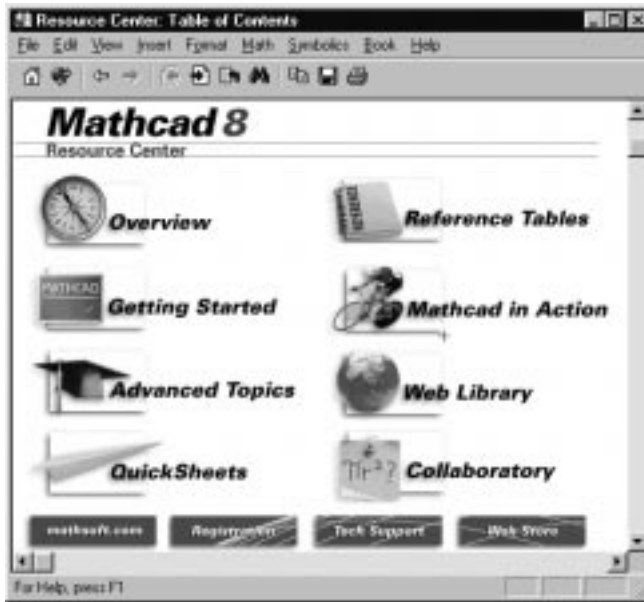 Resource Center: Table of Contents
File Edit View Insert Format Math Symbolics Book Help
Mathcad 8
Resource Center
Overview
Reference Tables
MATHCAD
Getting Started
Mathcad in Action
Advanced Topics
Web Library
QuickSheets
πr²?
Collaboratory
mathsoft.com Registration Tech Support Web Store
For Help, press F1